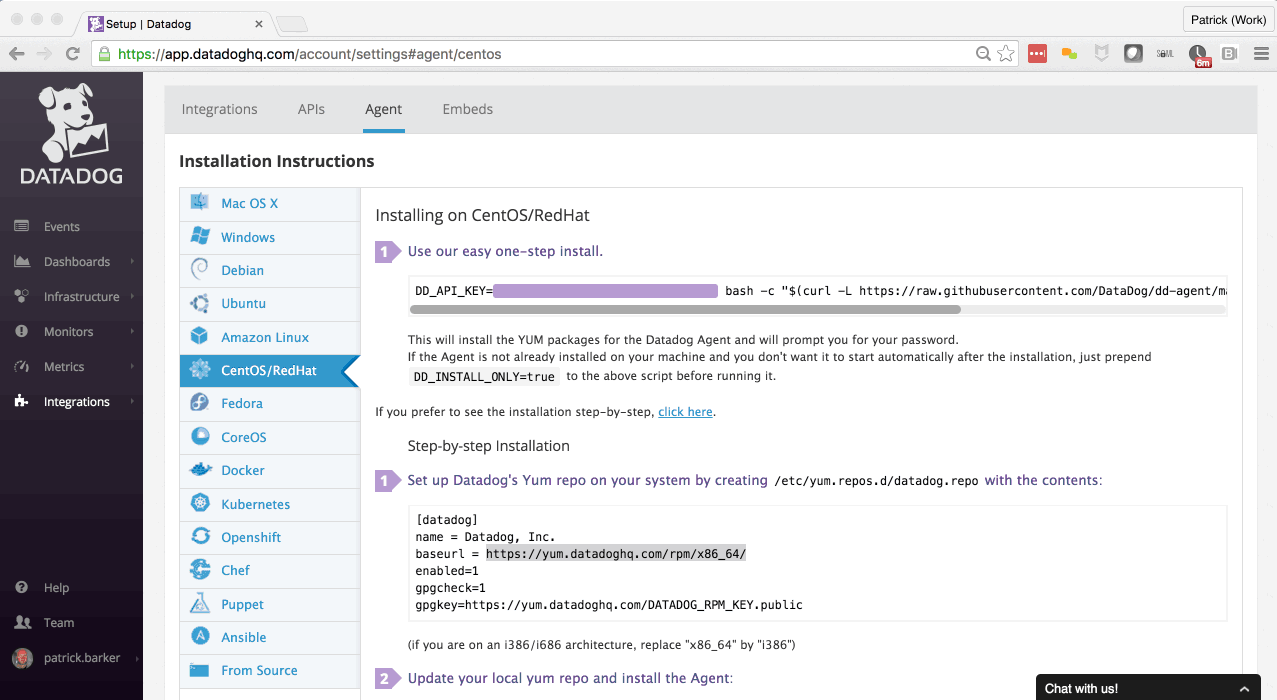 Setup | Datadog
Patrick (Work)
https://app.datadoghq.com/account/settings#agent/centos
SAML
6m
B
DATADOG
Events
Dashboards
Infrastructure
Monitors
Metrics
Integrations
Help
Team
patrick.barker
Integrations APIs Agent Embeds
Installation Instructions
Mac OS X
Windows
Debian
Ubuntu
Amazon Linux
CentOS/RedHat
Fedora
CoreOS
Docker
Kubernetes
Openshift
Chef
Puppet
Ansible
From Source
Installing on CentOS/RedHat
1 Use our easy one-step install.
DD_API_KEY= bash -c "$(curl -L https://raw.githubusercontent.com/DataDog/dd-agent/ma
This will install the YUM packages for the Datadog Agent and will prompt you for your password.
If the Agent is not already installed on your machine and you don't want it to start automatically after the installation, just prepend
DD_INSTALL_ONLY=true to the above script before running it.
If you prefer to see the installation step-by-step, click here.
Step-by-step Installation
1 Set up Datadog's Yum repo on your system by creating /etc/yum.repos.d/datadog.repo with the contents:
[datadog]
name = Datadog, Inc.
baseurl = https://yum.datadoghq.com/rpm/x86_64/
enabled=1
gpgcheck=1
gpgkey=https://yum.datadoghq.com/DATADOG_RPM_KEY.public
(if you are on an i386/i686 architecture, replace "x86_64" by "i386")
2 Update your local yum repo and install the Agent:
Chat with us!